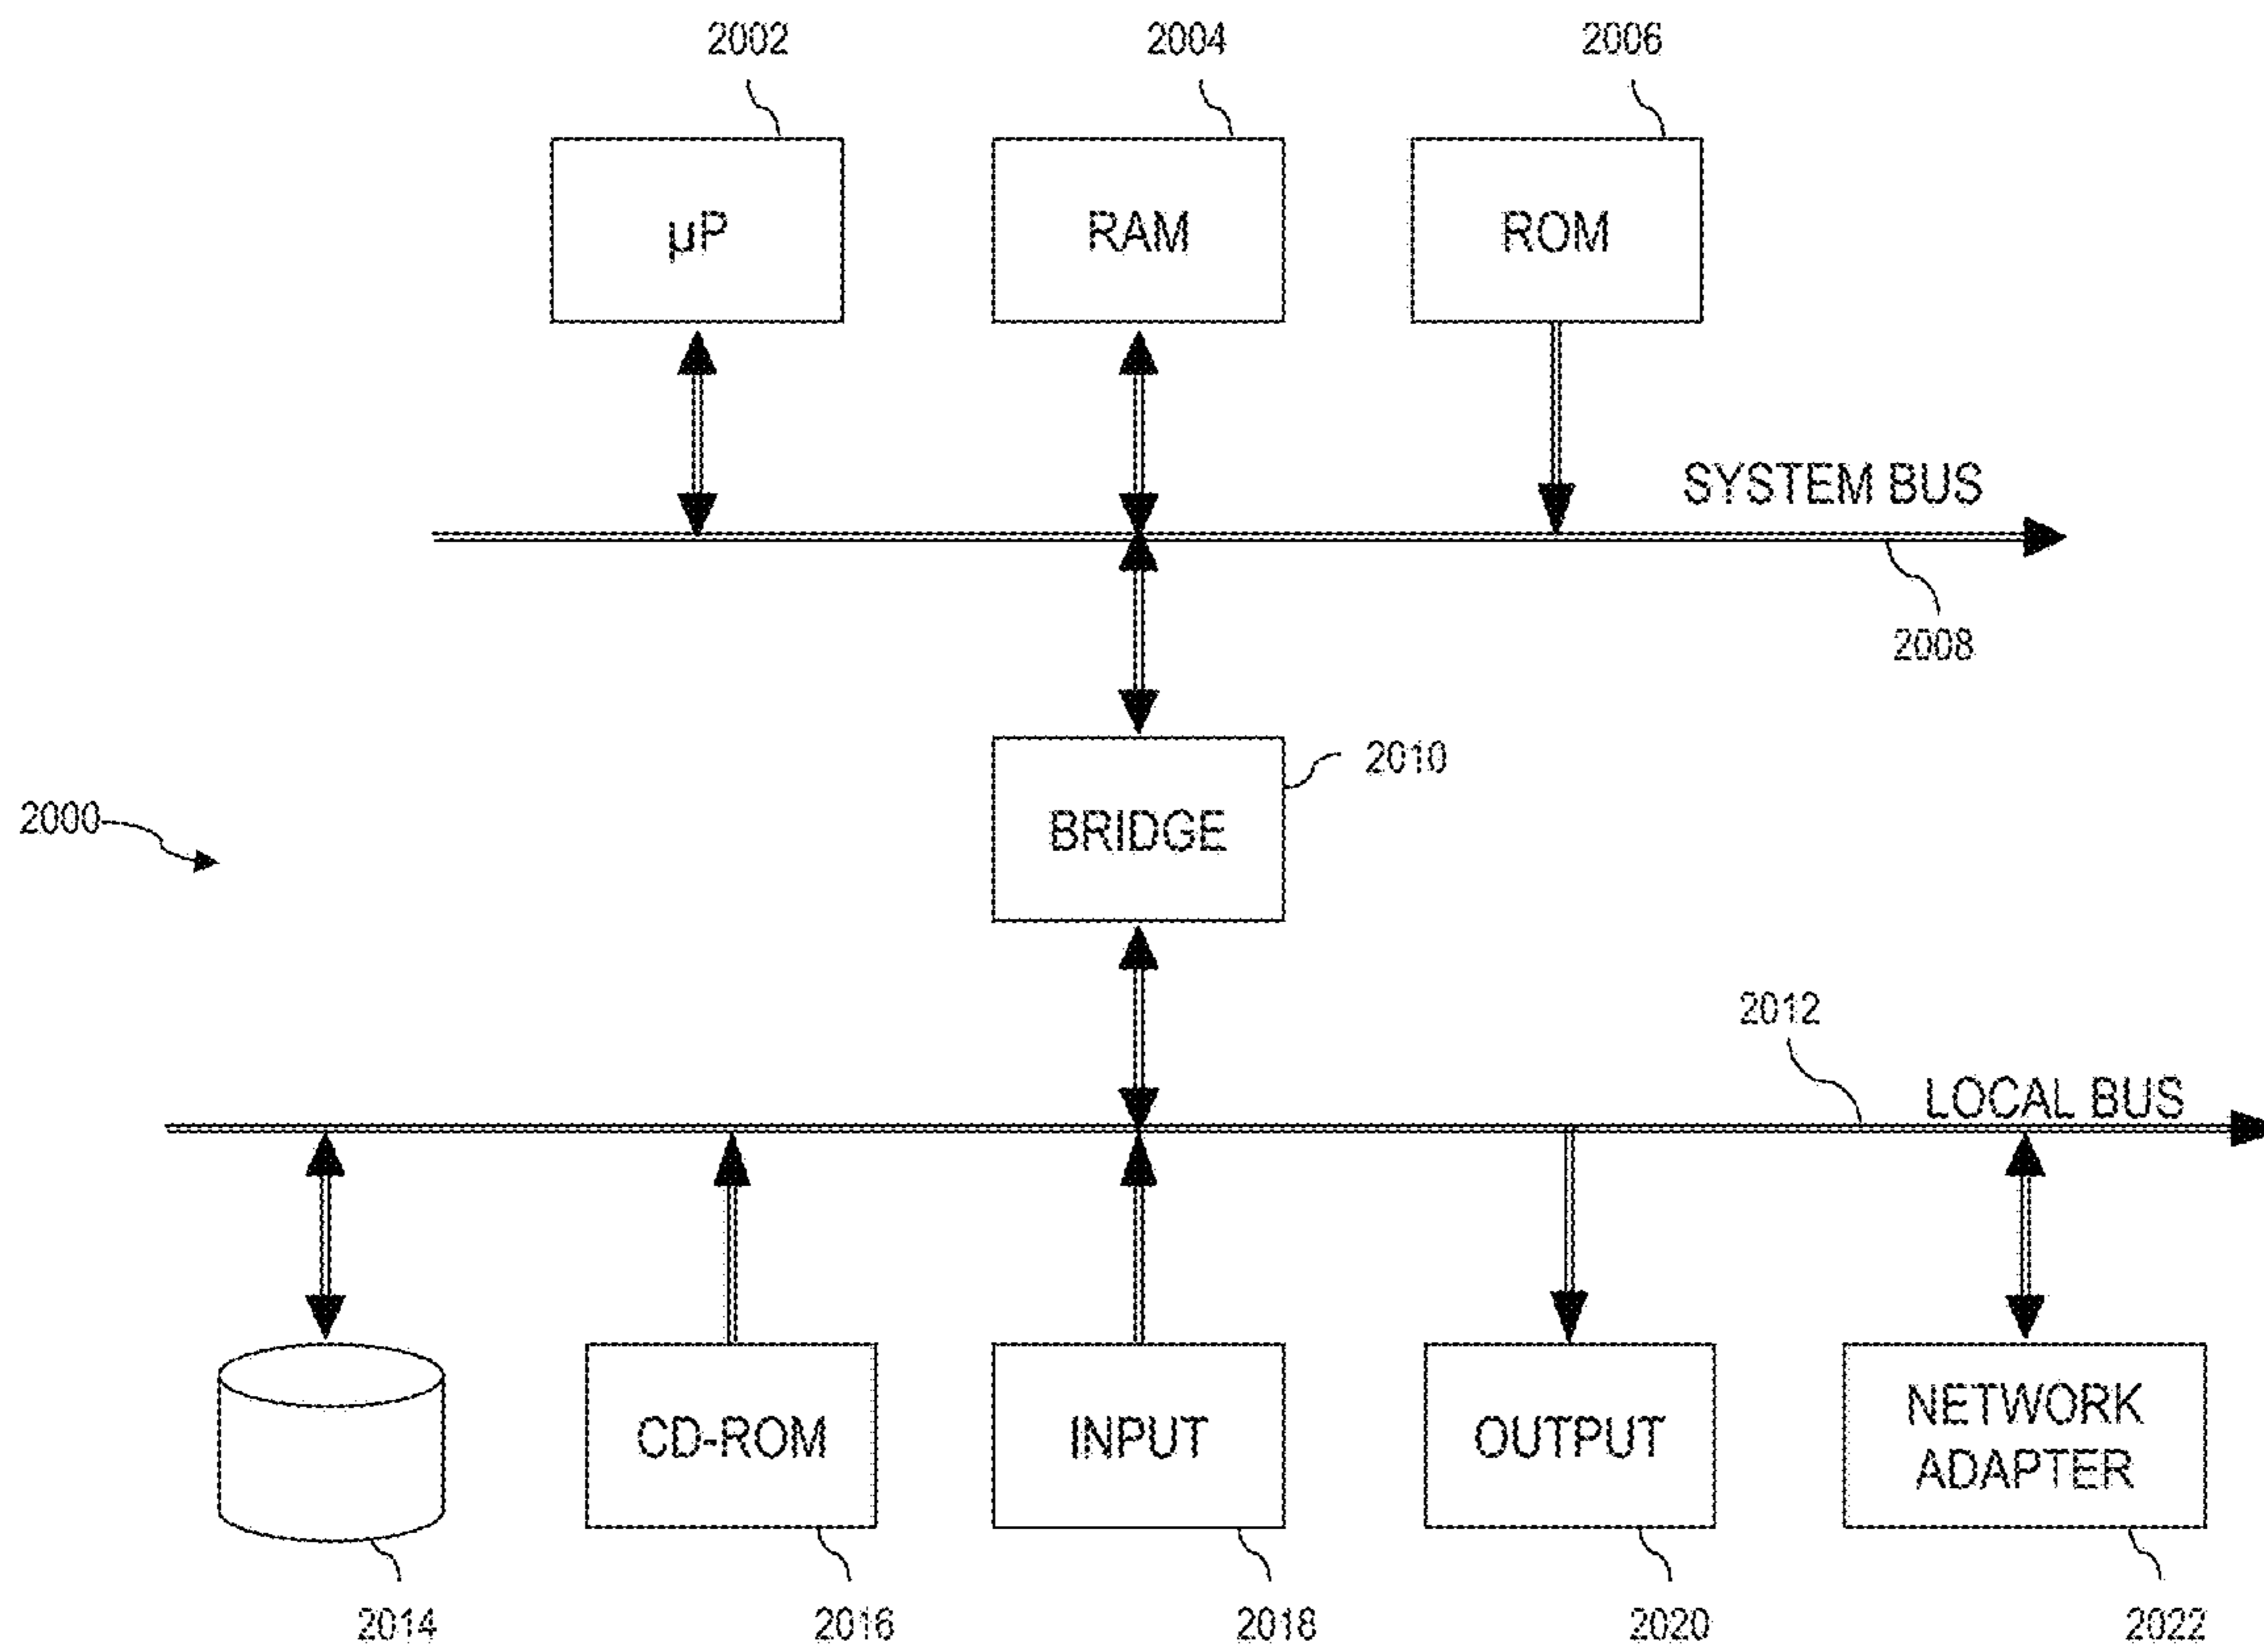 2002
2004
2006
µP
RAM
ROM
SYSTEM BUS
2008
2010
BRIDGE
2000
2012
LOCAL BUS
CD-ROM
INPUT
OUTPUT
NETWORK
ADAPTER
2014
2016
2018
2020
2022